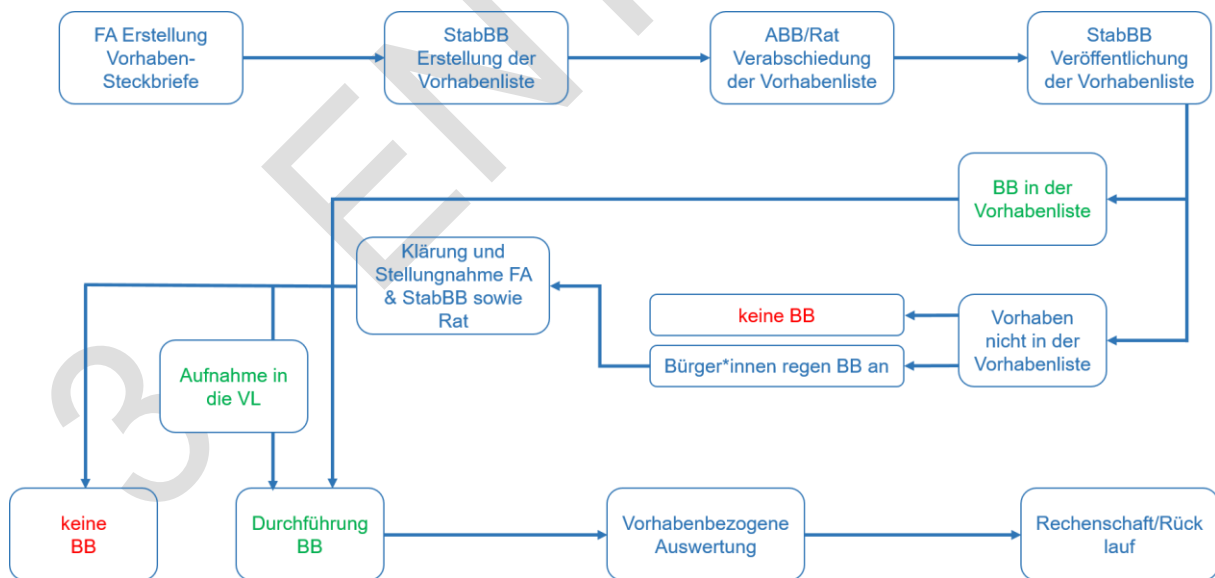 FA Erstellung
Vorhaben-
Steckbriefe
StabBB
Erstellung der
Vorhabenliste
ABB/Rat
Verabschiedung
der Vorhabenliste
StabBB
Veröffentlichung
der Vorhabenliste
BB in der
Vorhabenliste
Klärung und
Stellungnahme FA
& StabBB sowie
Rat
keine BB
Bürger*innen regen BB an
Vorhaben
nicht in der
Vorhabenliste
Aufnahme in
die VL
keine
BB
Durchführung
BB
Vorhabenbezogene
Auswertung
Rechenschaft/Rück
lauf
3